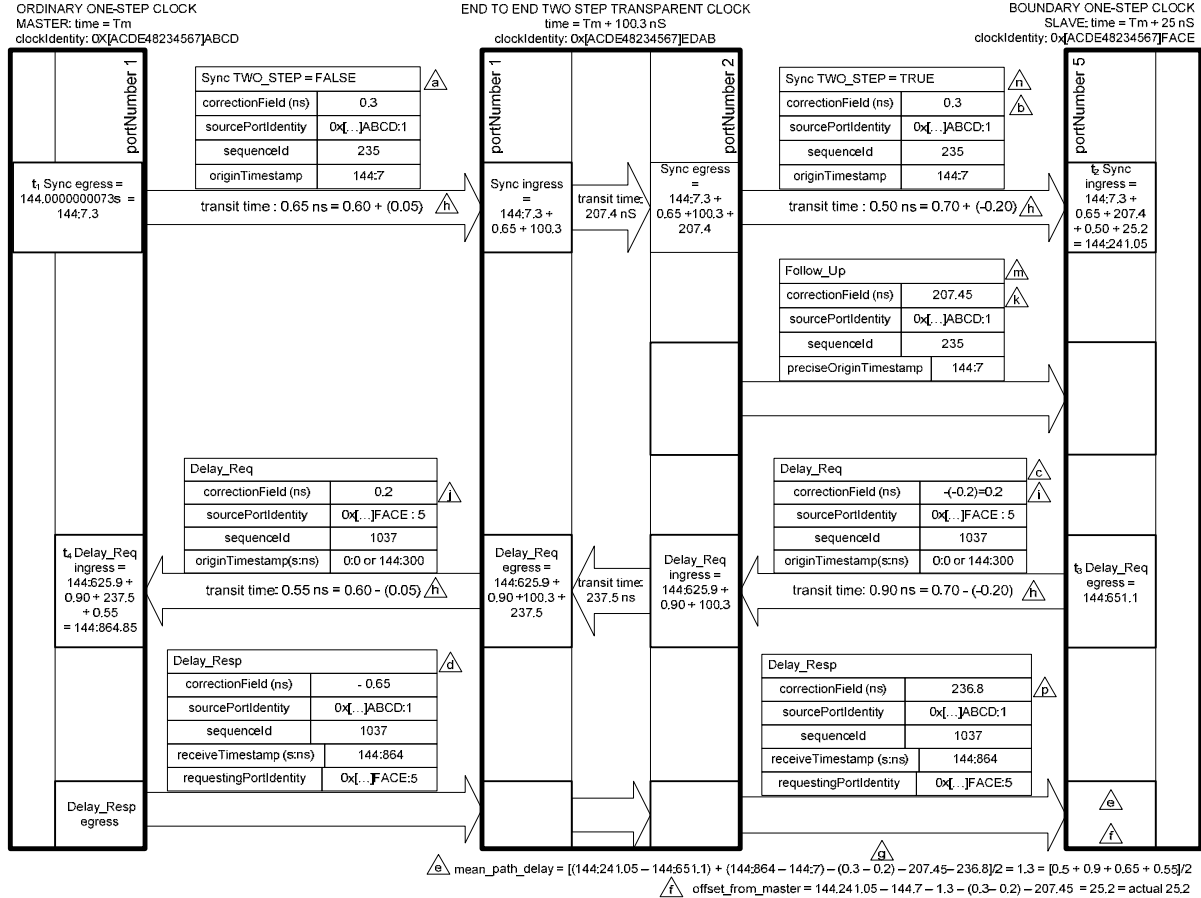 ORDINARY ONE-STEP CLOCK
MASTER: time = Tm
clockIdentity: 0X[ACDE48234567]ABCD
END TO END TWO STEP TRANSPARENT CLOCK
time = Tm + 100.3 nS
clockIdentity: 0x[ACDE48234567]EDAB
BOUNDARY ONE-STEP CLOCK
SLAVE: time = Tm + 25 nS
clockIdentity: 0x[ACDE48234567]FACE
portNumber 1
portNumber 1
portNumber 2
portNumber 5
Sync TWO_STEP = FALSE
a
correctionField (ns) 0.3
sourcePortIdentity 0x[...]ABCD:1
sequenceId 235
originTimestamp 144:7
Sync TWO_STEP = TRUE
n
correctionField (ns) 0.3
b
sourcePortIdentity 0x[...]ABCD:1
sequenceId 235
originTimestamp 144:7
t₁ Sync egress =
144.0000000073s =
144:7.3
transit time : 0.65 ns = 0.60 + (0.05)
h
Sync ingress
=
144:7.3 +
0.65 + 100.3
transit time:
207.4 nS
Sync egress
=
144:7.3 +
0.65 +100.3 +
207.4
transit time : 0.50 ns = 0.70 + (-0.20)
h
t₂ Sync
ingress =
144:7.3 +
0.65 + 207.4
+ 0.50 + 25.2
= 144:241.05
Follow_Up
m
correctionField (ns) 207.45
k
sourcePortIdentity 0x[...]ABCD:1
sequenceId 235
preciseOriginTimestamp 144:7
Delay_Req
correctionField (ns) 0.2
j
sourcePortIdentity 0x[...]FACE : 5
sequenceId 1037
originTimestamp(s:ns) 0:0 or 144:300
Delay_Req
c
correctionField (ns) -(-0.2)=0.2
i
sourcePortIdentity 0x[...]FACE : 5
sequenceId 1037
originTimestamp(s:ns) 0:0 or 144:300
t₄ Delay_Req
ingress =
144:625.9 +
0.90 + 237.5
+ 0.55
= 144:864.85
transit time: 0.55 ns = 0.60 - (0.05)
h
Delay_Req
egress =
144:625.9 +
0.90 +100.3 +
237.5
transit time:
237.5 ns
Delay_Req
ingress =
144:625.9 +
0.90 + 100.3
transit time: 0.90 ns = 0.70 - (-0.20)
h
t₃ Delay_Req
egress =
144:651.1
Delay_Resp
d
correctionField (ns) - 0.65
sourcePortIdentity 0x[...]ABCD:1
sequenceId 1037
receiveTimestamp (s:ns) 144:864
requestingPortIdentity 0x[...]FACE:5
Delay_Resp
correctionField (ns) 236.8
p
sourcePortIdentity 0x[...]ABCD:1
sequenceId 1037
receiveTimestamp (s:ns) 144:864
requestingPortIdentity 0x[...]FACE:5
Delay_Resp
egress
e
f
g
e mean_path_delay = [(144:241.05 − 144:651.1) + (144:864 − 144:7) − (0.3 − 0.2) − 207.45 −236.8]/2 = 1.3 = [0.5 + 0.9 + 0.65 + 0.55]/2
f offset_from_master = 144.241.05 − 144.7 − 1.3 − (0.3− 0.2) − 207.45 = 25.2 = actual 25.2